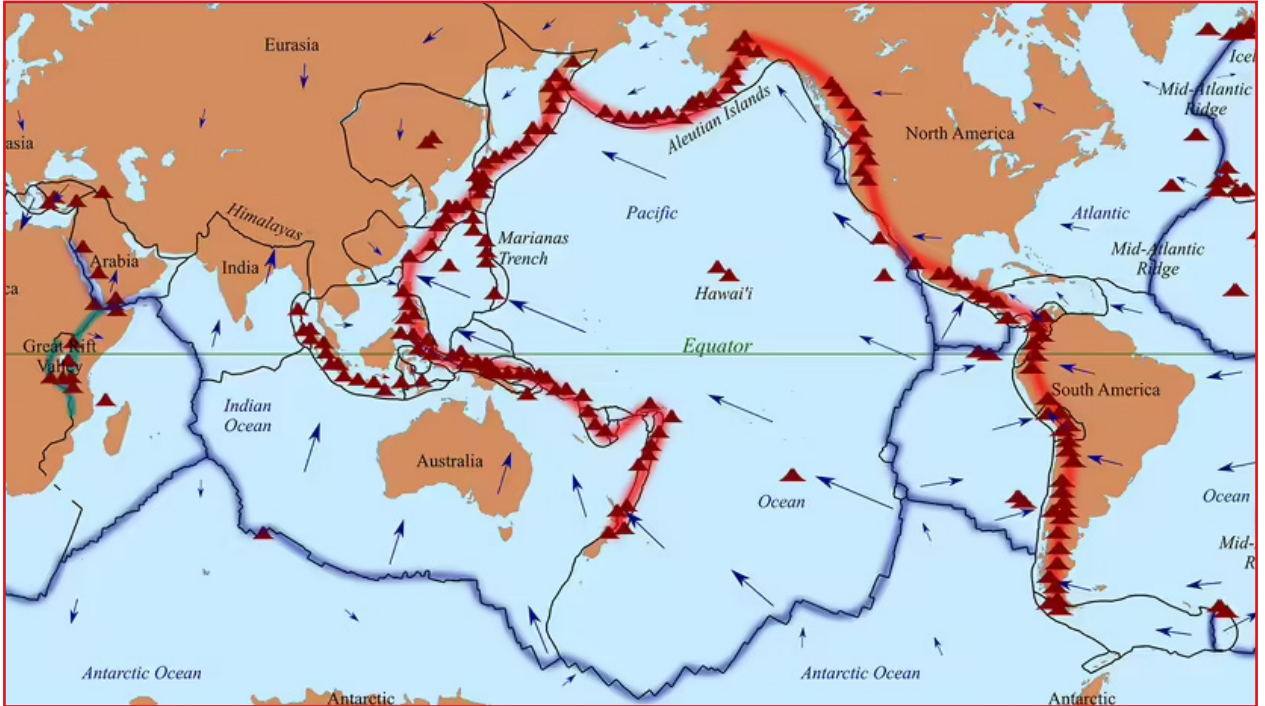 Eurasia
Icel
Mid-Atlantic
Ridge
North America
asia
Aleutian Islands
Himalayas
Pacific
Atlantic
Marianas
Trench
Mid-Atlantic
Ridge
Arabia
India
ca
Hawai'i
Great Rift
Valley
Equator
South America
Indian
Ocean
Australia
Ocean
Ocean
Mid-
R
Antarctic Ocean
Antarctic Ocean
Antarctic
Antarctic